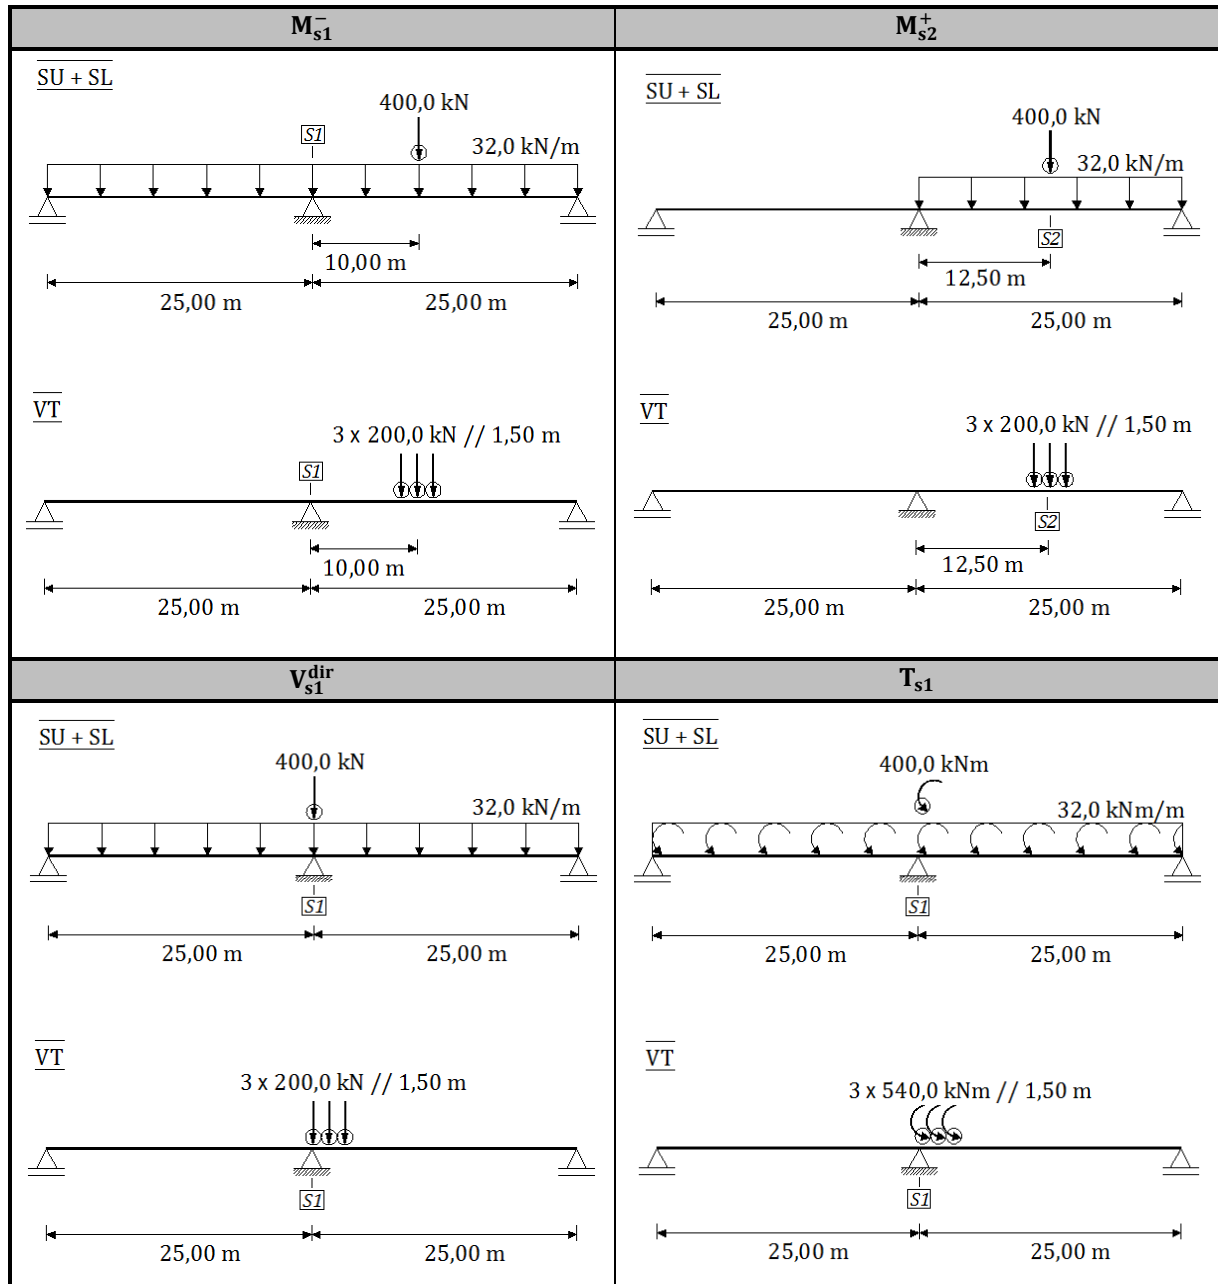 M⁻s1
SU + SL
400,0 kN
S1
32,0 kN/m
10,00 m
25,00 m 25,00 m
VT
3 x 200,0 kN // 1,50 m
S1
10,00 m
25,00 m 25,00 m
M⁺s2
SU + SL
400,0 kN
32,0 kN/m
S2
12,50 m
25,00 m 25,00 m
VT
3 x 200,0 kN // 1,50 m
S2
12,50 m
25,00 m 25,00 m
V^dir s1
SU + SL
400,0 kN
32,0 kN/m
S1
25,00 m 25,00 m
VT
3 x 200,0 kN // 1,50 m
S1
25,00 m 25,00 m
Ts1
SU + SL
400,0 kNm
32,0 kNm/m
S1
25,00 m 25,00 m
VT
3 x 540,0 kNm // 1,50 m
S1
25,00 m 25,00 m